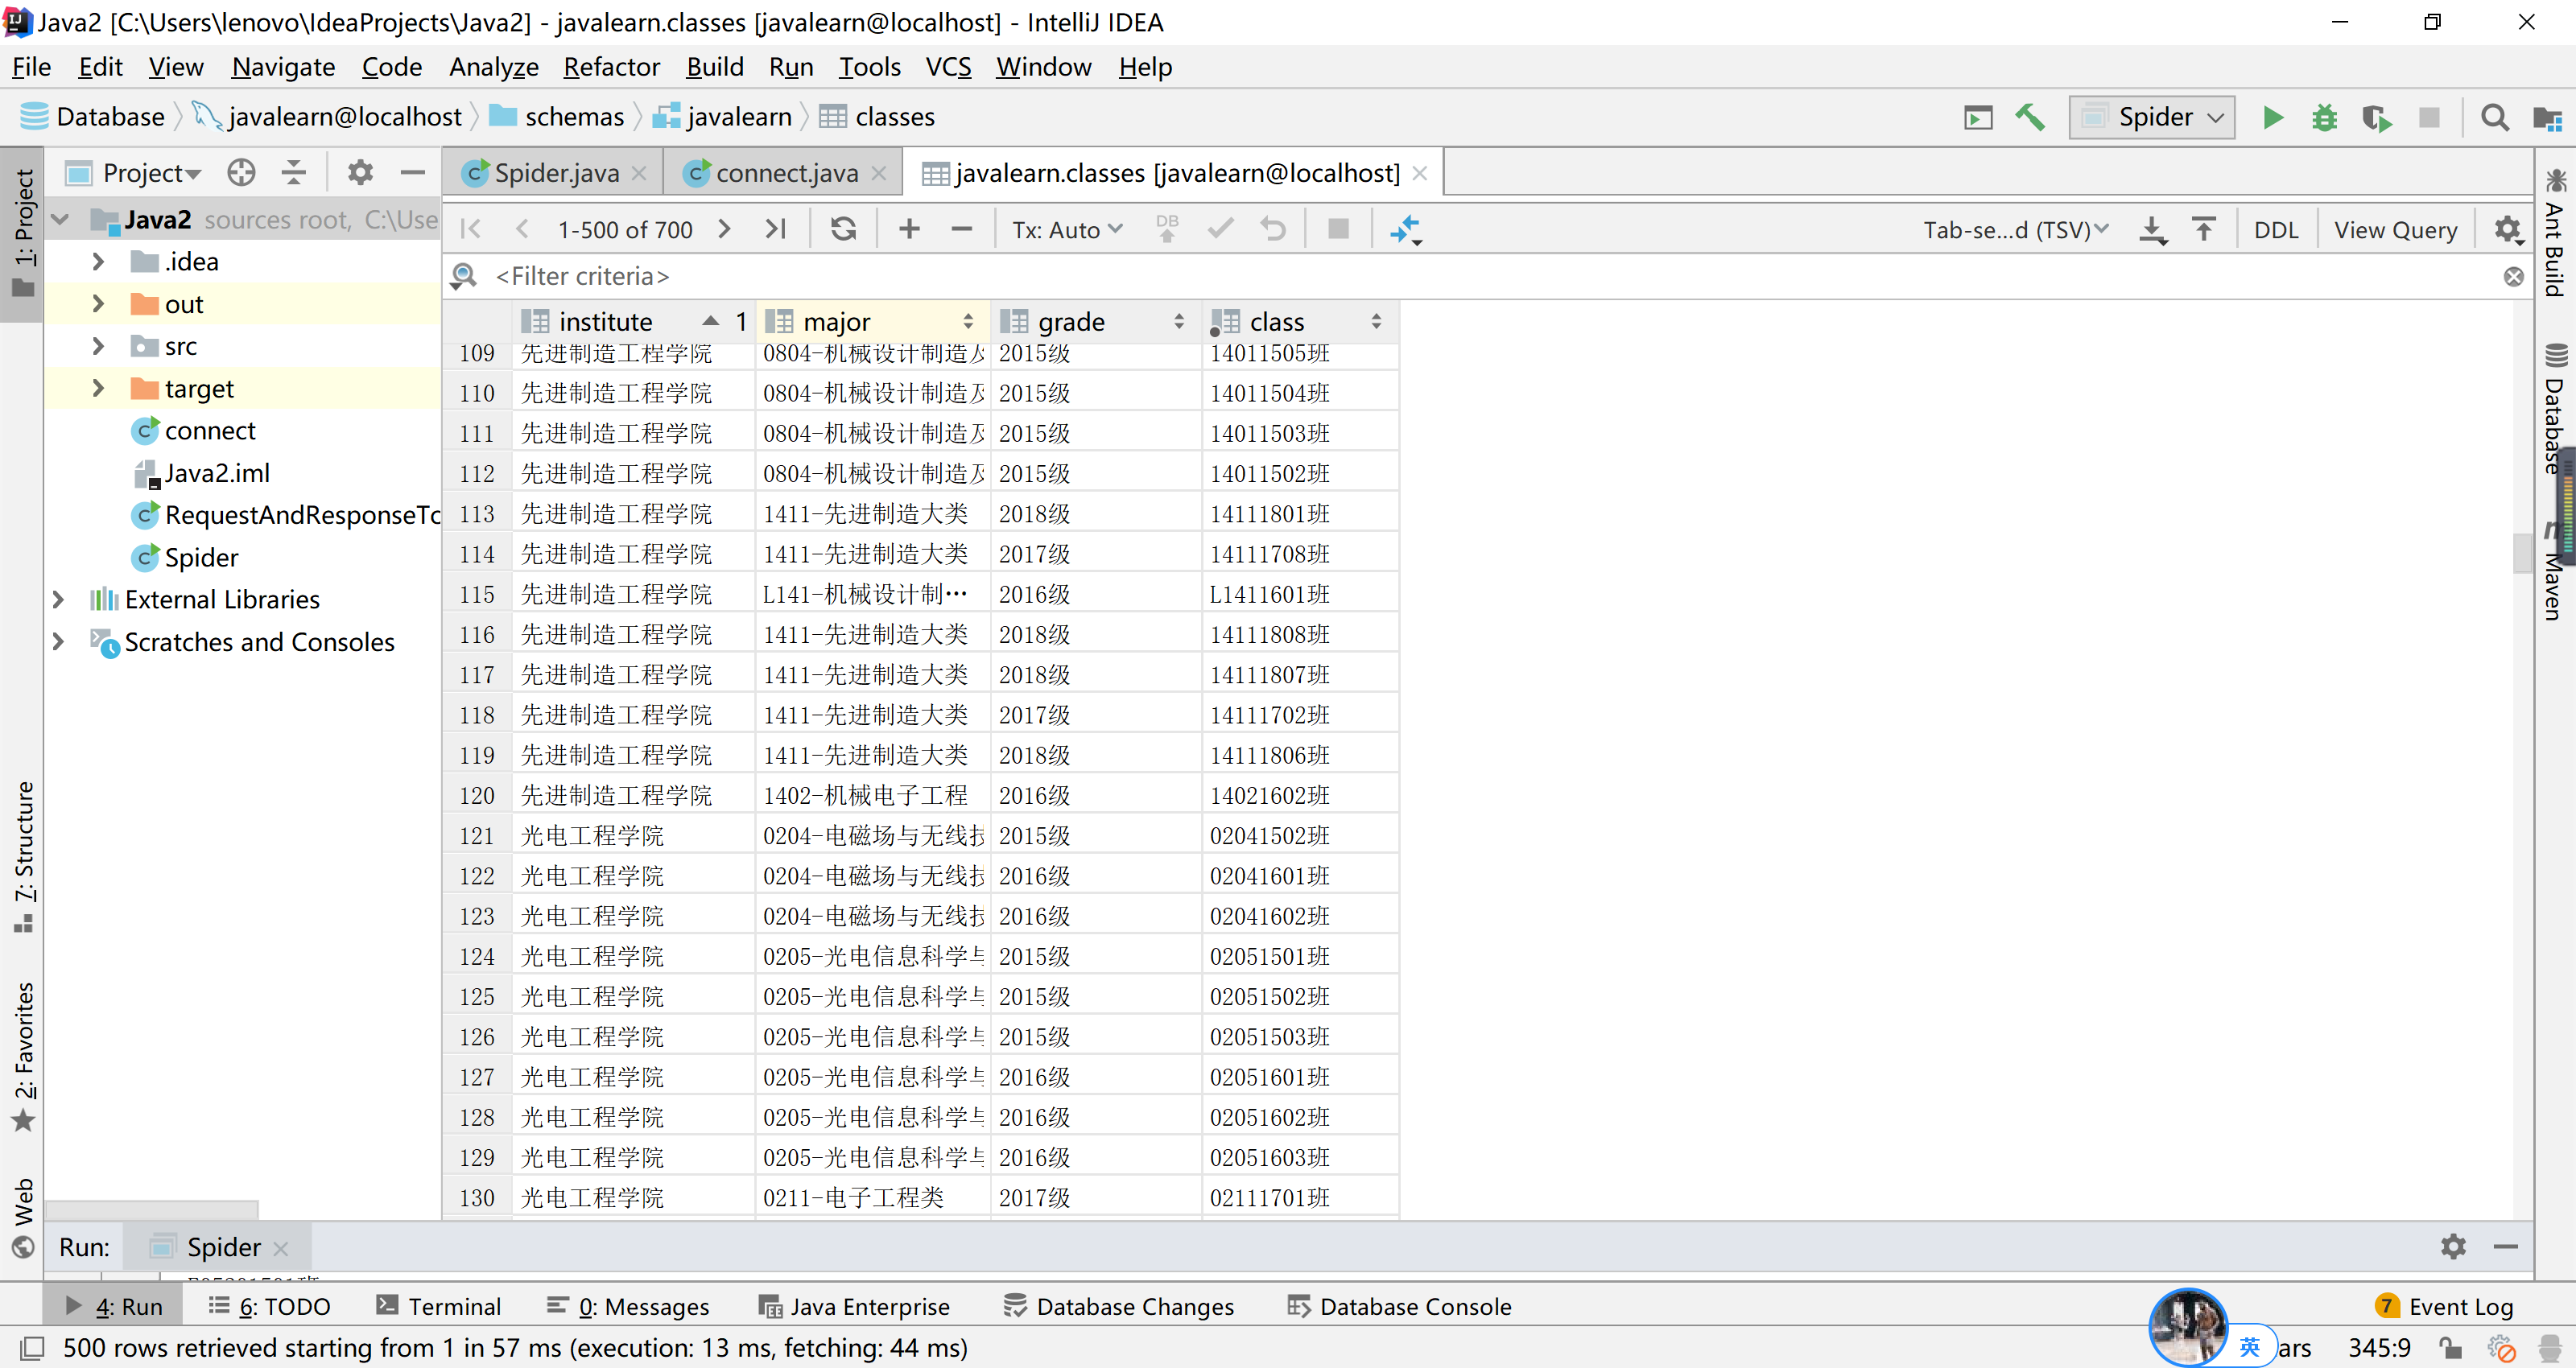 Java2 [C:\Users\lenovo\IdeaProjects\Java2] - javalearn.classes [javalearn@localhost] - IntelliJ IDEA
File Edit View Navigate Code Analyze Refactor Build Run Tools VCS Window Help
Database javalearn@localhost schemas javalearn classes Spider
1: Project
7: Structure
2: Favorites
Web
Project
Java2 sources root, C:\Use
.idea
out
src
target
connect
Java2.iml
RequestAndResponseTo
Spider
External Libraries
Scratches and Consoles
Spider.java connect.java javalearn.classes [javalearn@localhost]
1-500 of 700 Tx: Auto DB Tab-se...d (TSV) DDL View Query
<Filter criteria>
institute 1 major grade class
109 先进制造工程学院 0804-机械设计制造及 2015级 14011505班
110 先进制造工程学院 0804-机械设计制造及 2015级 14011504班
111 先进制造工程学院 0804-机械设计制造及 2015级 14011503班
112 先进制造工程学院 0804-机械设计制造及 2015级 14011502班
113 先进制造工程学院 1411-先进制造大类 2018级 14111801班
114 先进制造工程学院 1411-先进制造大类 2017级 14111708班
115 先进制造工程学院 L141-机械设计制… 2016级 L1411601班
116 先进制造工程学院 1411-先进制造大类 2018级 14111808班
117 先进制造工程学院 1411-先进制造大类 2018级 14111807班
118 先进制造工程学院 1411-先进制造大类 2017级 14111702班
119 先进制造工程学院 1411-先进制造大类 2018级 14111806班
120 先进制造工程学院 1402-机械电子工程 2016级 14021602班
121 光电工程学院 0204-电磁场与无线技 2015级 02041502班
122 光电工程学院 0204-电磁场与无线技 2016级 02041601班
123 光电工程学院 0204-电磁场与无线技 2016级 02041602班
124 光电工程学院 0205-光电信息科学与 2015级 02051501班
125 光电工程学院 0205-光电信息科学与 2015级 02051502班
126 光电工程学院 0205-光电信息科学与 2015级 02051503班
127 光电工程学院 0205-光电信息科学与 2016级 02051601班
128 光电工程学院 0205-光电信息科学与 2016级 02051602班
129 光电工程学院 0205-光电信息科学与 2016级 02051603班
130 光电工程学院 0211-电子工程类 2017级 02111701班
Ant Build
Database
Maven
Run: Spider
4: Run 6: TODO Terminal 0: Messages Java Enterprise Database Changes Database Console 7 Event Log
500 rows retrieved starting from 1 in 57 ms (execution: 13 ms, fetching: 44 ms) 英 ars 345:9